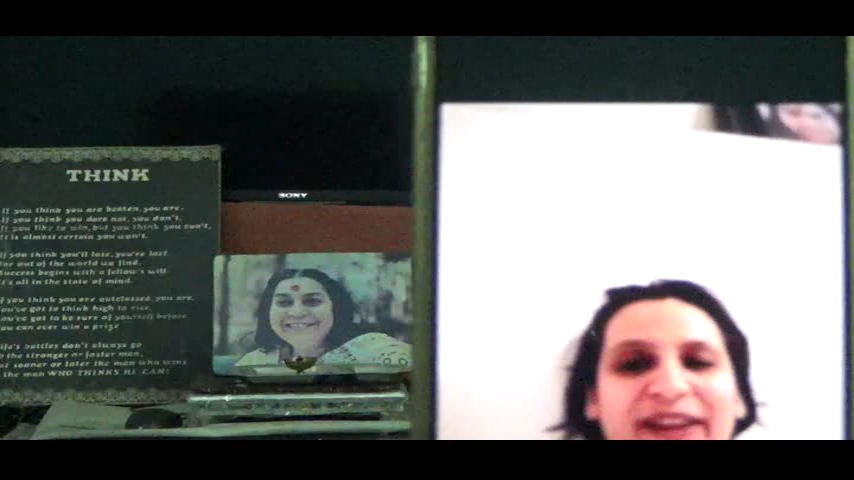 THINK
If you think you are beaten, you are.
If you think you dare not, you don't.
If you like to win, but you think you can't,
It is almost certain you won't.
If you think you'll lose, you're lost
For out of the world we find.
Success begins with a fellow's will
It's all in the state of mind.
If you think you are outclassed, you are.
You've got to think high to rise,
You've got to be sure of yourself before
You can ever win a prize
Life's battles don't always go
to the stronger or faster man,
But sooner or later the man who wins
is the man WHO THINKS HE CAN!
SONY